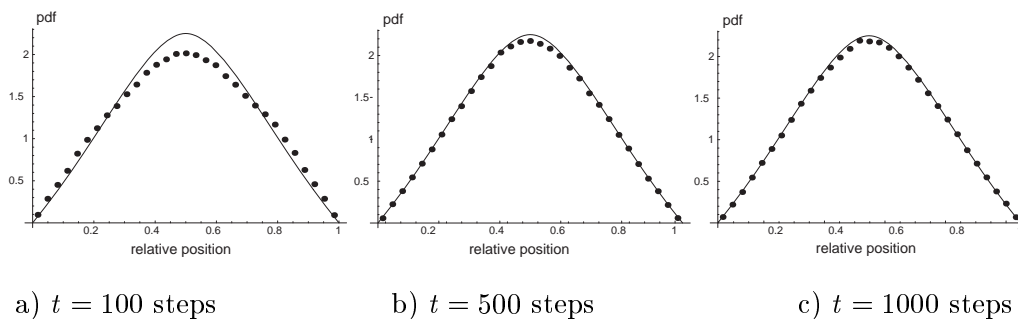 pdf
2
1.5
1
0.5
0.2 0.4 0.6 0.8 1
relative position
a) t = 100 steps
pdf
2
1.5
1
0.5
0.2 0.4 0.6 0.8 1
relative position
b) t = 500 steps
pdf
2
1.5
1
0.5
0.2 0.4 0.6 0.8
relative position
c) t = 1000 steps